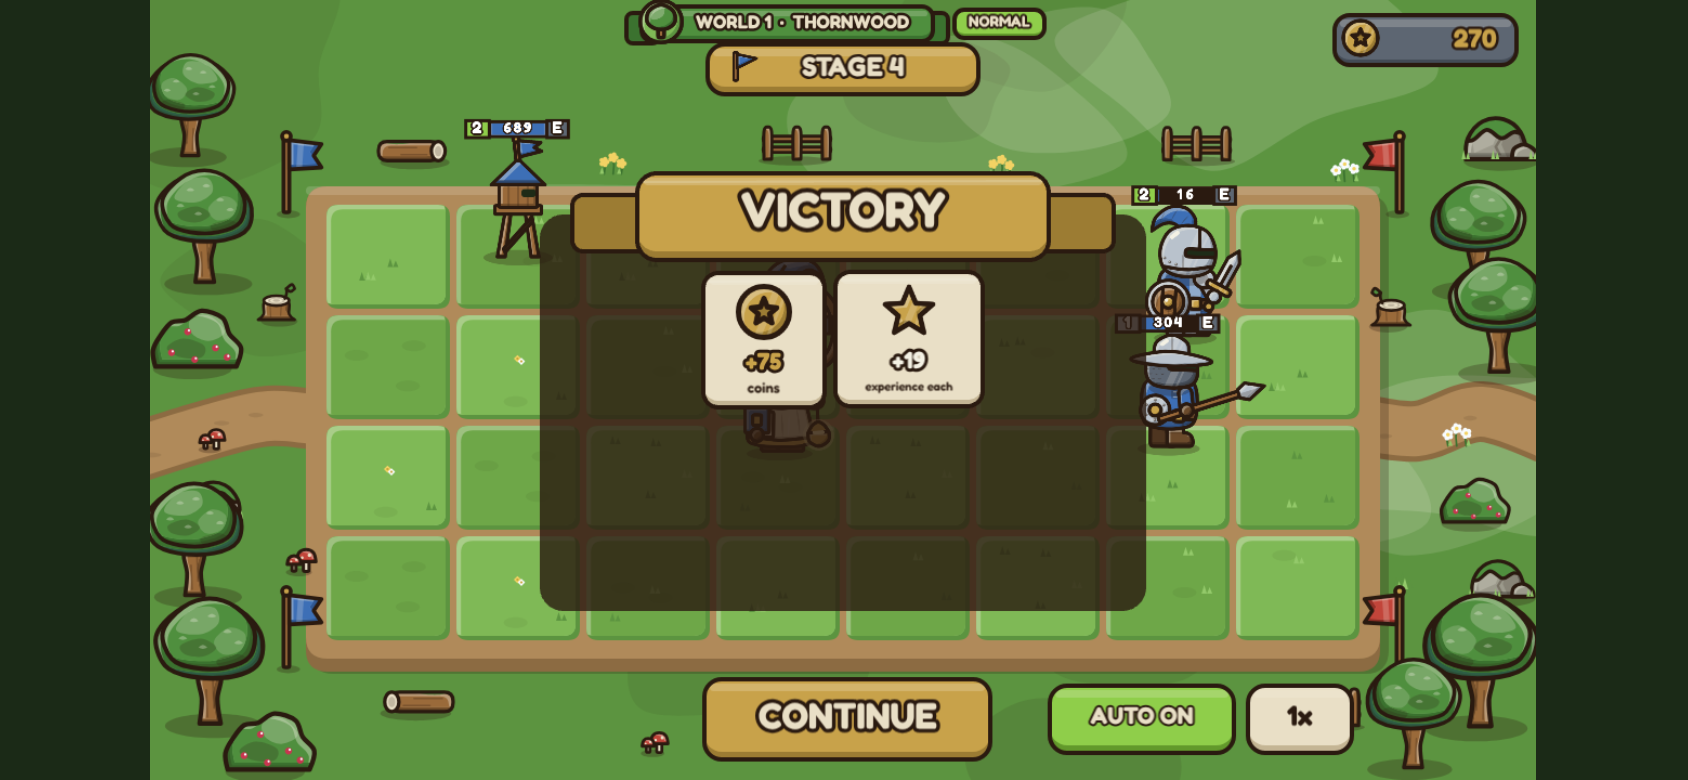 WORLD 1 · THORNWOOD
NORMAL
270
STAGE 4
2 689 E
VICTORY
2 16 E
+75
coins
+19
experience each
1 304 E
CONTINUE
AUTO ON
1x